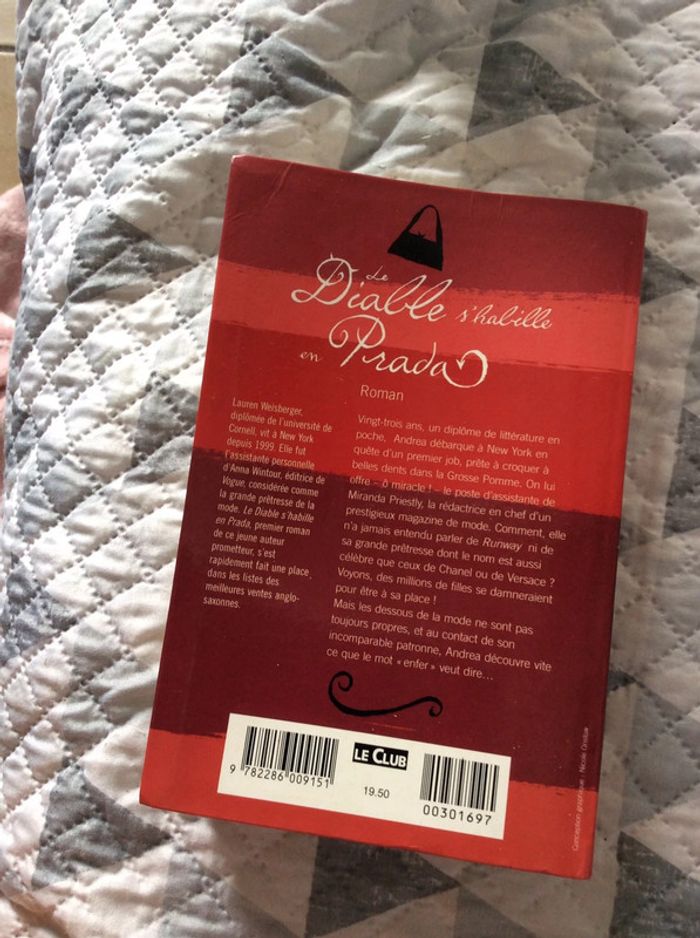 Le
Diable s'habille
en Prada
Roman
Lauren Weisberger,
diplômée de l'université de
Cornell, vit à New York
depuis 1999. Elle fut
l'assistante personnelle
d'Anna Wintour, éditrice de
Vogue, considérée comme
la grande prêtresse de la
mode. Le Diable s'habille
en Prada, premier roman
de ce jeune auteur
prometteur, s'est
rapidement fait une place
dans les listes des
meilleures ventes anglo-
saxonnes.
Vingt-trois ans, un diplôme de littérature en
poche, Andrea débarque à New York en
quête d'un premier job, prête à croquer à
belles dents dans la Grosse Pomme. On lui
offre – ô miracle ! – le poste d'assistante de
Miranda Priestly, la rédactrice en chef d'un
prestigieux magazine de mode. Comment, elle
n'a jamais entendu parler de Runway ni de
sa grande prêtresse dont le nom est aussi
célèbre que ceux de Chanel ou de Versace ?
Voyons, des millions de filles se damneraient
pour être à sa place !
Mais les dessous de la mode ne sont pas
toujours propres, et au contact de son
incomparable patronne, Andrea découvre vite
ce que le mot « enfer » veut dire...
9 782286 009151
LE CLUB
19.50
00301697
Conception graphique : Nicole